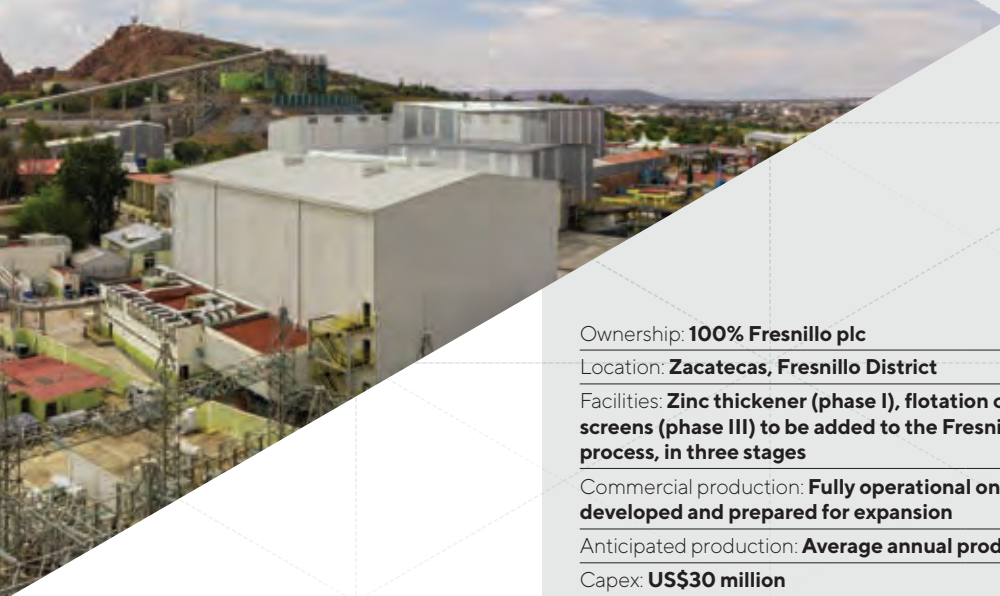 Ownership: 100% Fresnillo plc
Location: Zacatecas, Fresnillo District
Facilities: Zinc thickener (phase I), flotation
screens (phase III) to be added to the
process, in three stages
Commercial production: Fully operational on
developed and prepared for expansion
Anticipated production: Average annual
Capex: US$30 million